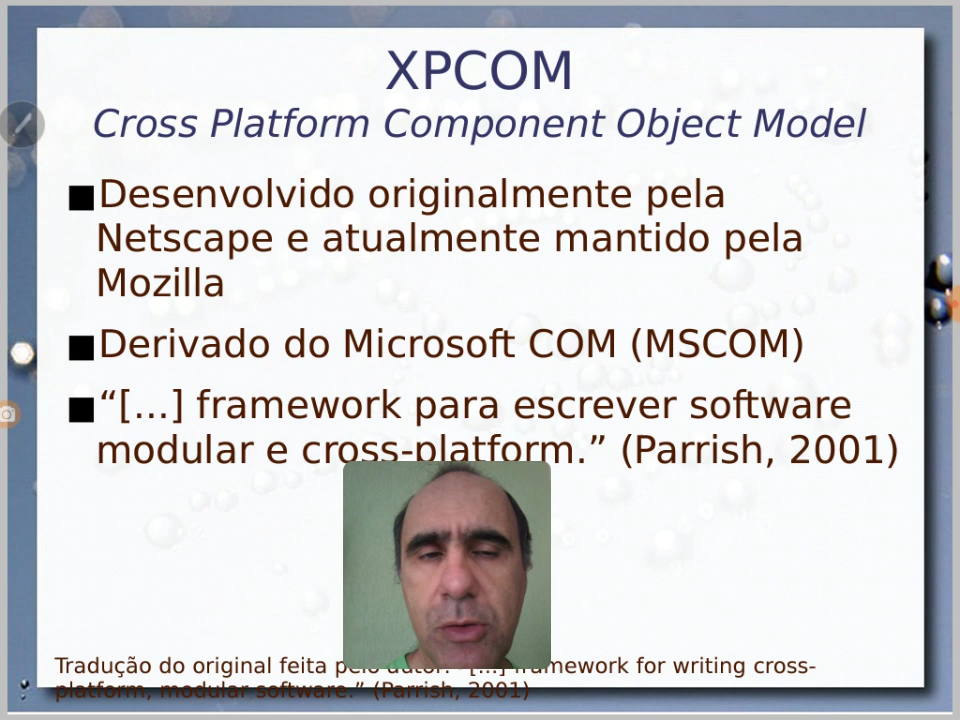 XPCOM
Cross Platform Component Object Model
■Desenvolvido originalmente pela
Netscape e atualmente mantido pela
Mozilla
■Derivado do Microsoft COM (MSCOM)
■“[...] framework para escrever software
modular e cross-platform.” (Parrish, 2001)
Tradução do original feita pelo autor: “[...] framework for writing cross-
platform, modular software.” (Parrish, 2001)